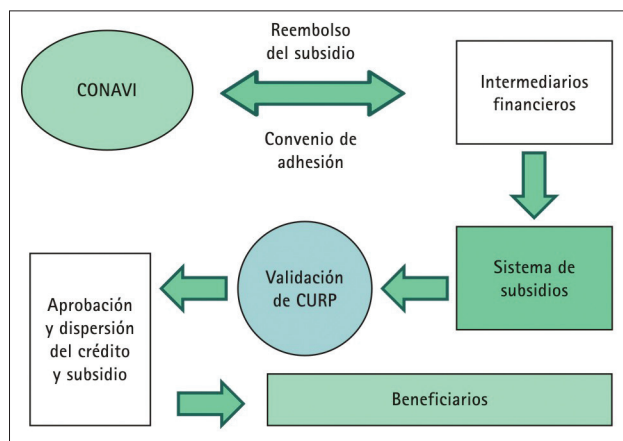 Reembolso
del subsidio
CONAVI
Intermediarios
financieros
Convenio de
adhesión
Sistema de
subsidios
Validación
de CURP
Aprobación
y dispersión
del crédito
y subsidio
Beneficiarios